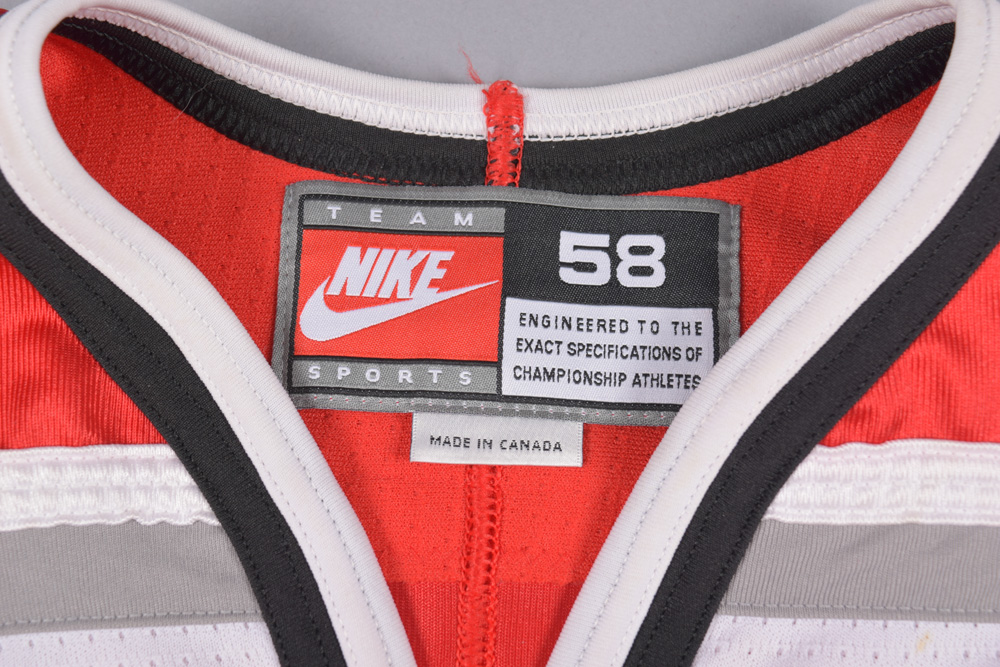 TEAM
NIKE
SPORTS
58
ENGINEERED TO THE
EXACT SPECIFICATIONS OF
CHAMPIONSHIP ATHLETES
MADE IN CANADA